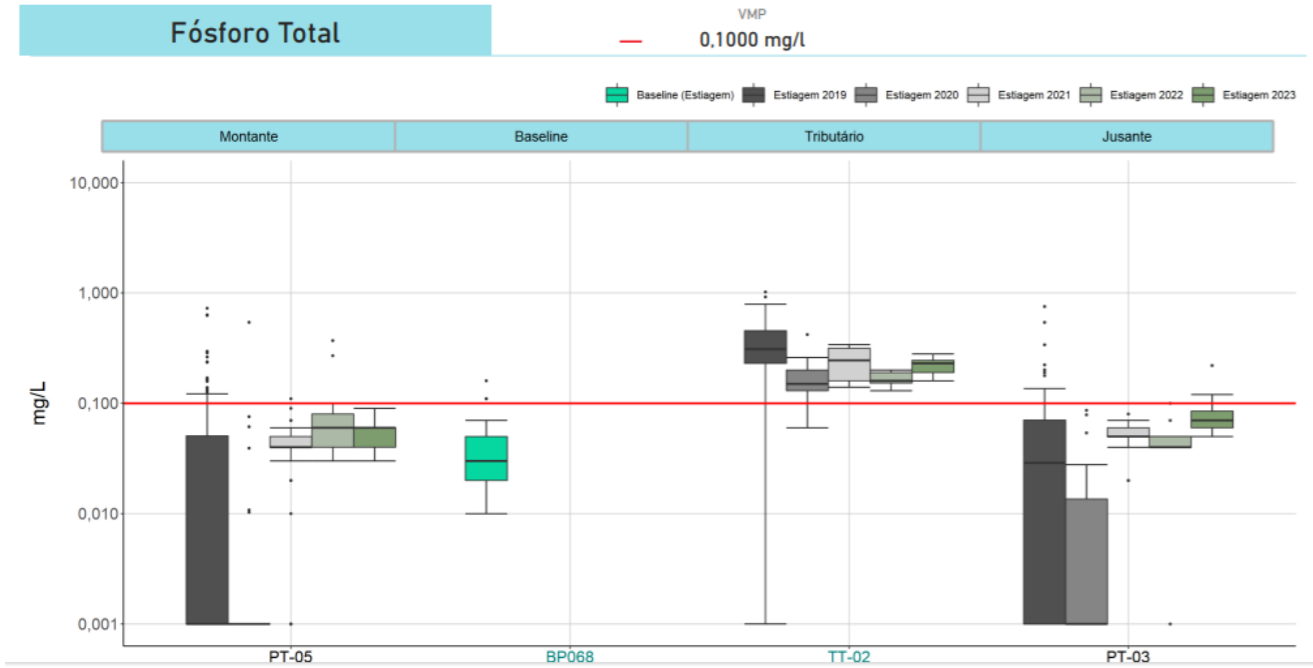 Fósforo Total
VMP
0,1000 mg/l
Baseline (Estiagem) Estiagem 2019 Estiagem 2020 Estiagem 2021 Estiagem 2022 Estiagem 2023
Montante Baseline Tributário Jusante
10,000
1,000
mg/L
0,100
0,010
0,001
PT-05 BP068 TT-02 PT-03